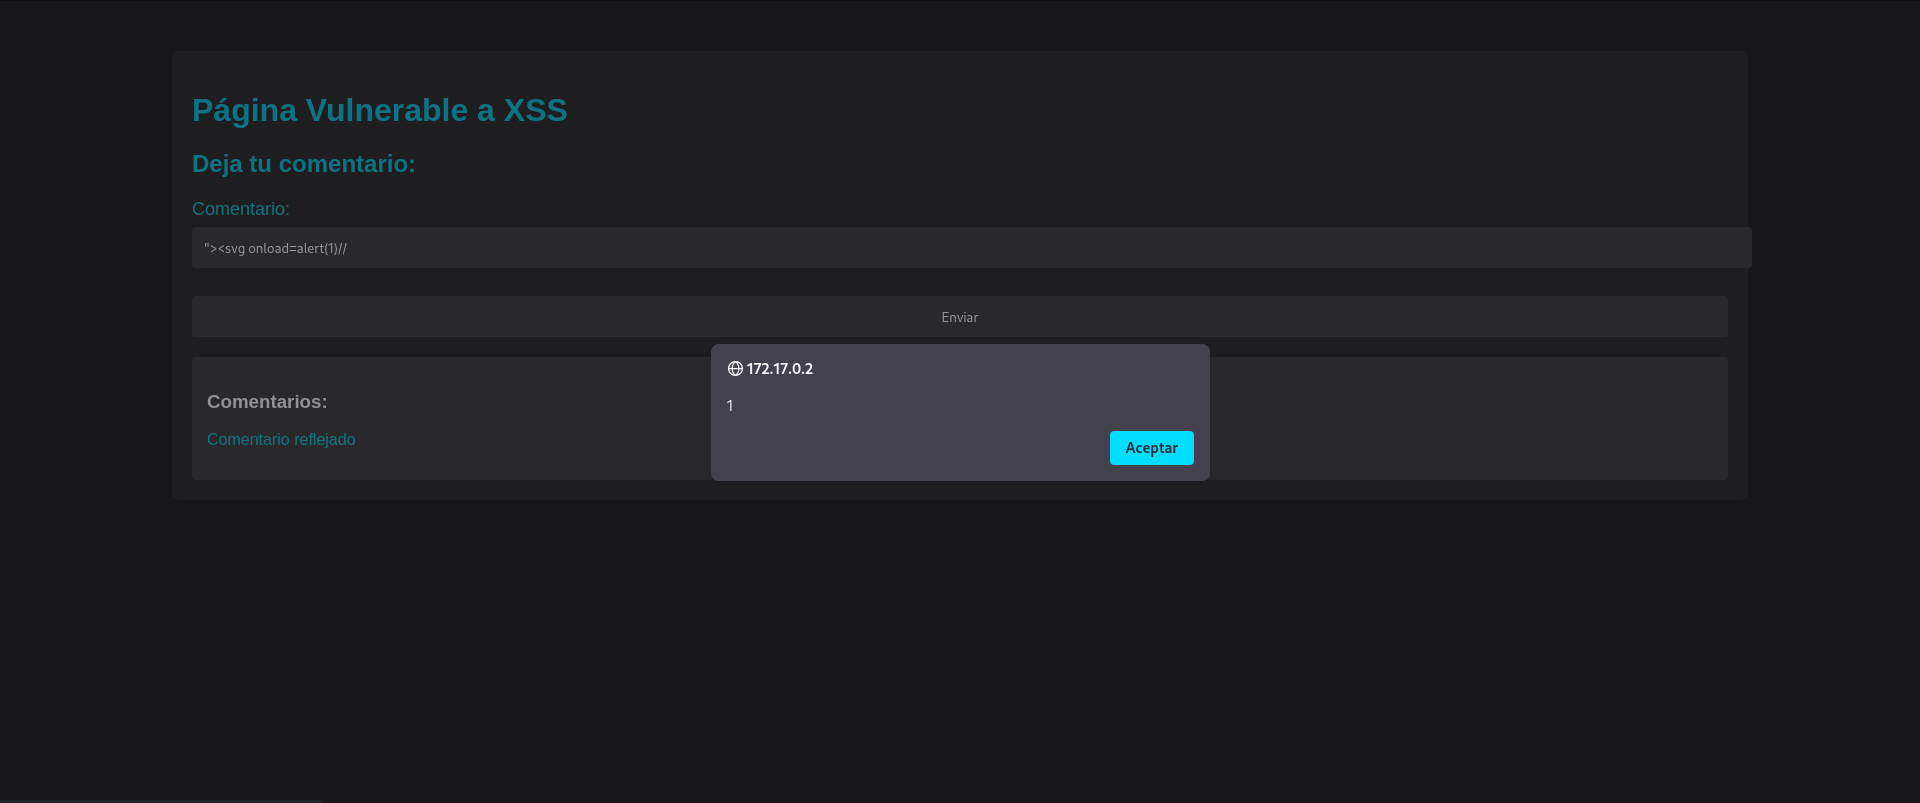 Página Vulnerable a XSS
Deja tu comentario:
Comentario:
"><svg onload=alert(1)//
Enviar
172.17.0.2
1
Aceptar
Comentarios:
Comentario reflejado